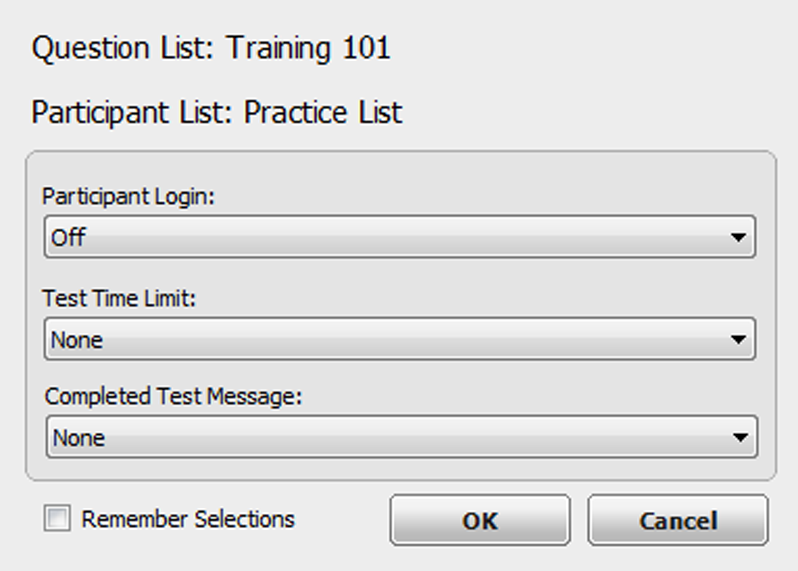 Question List: Training 101
Participant List: Practice List
Participant Login:
Off
Test Time Limit:
None
Completed Test Message:
None
Remember Selections
OK
Cancel